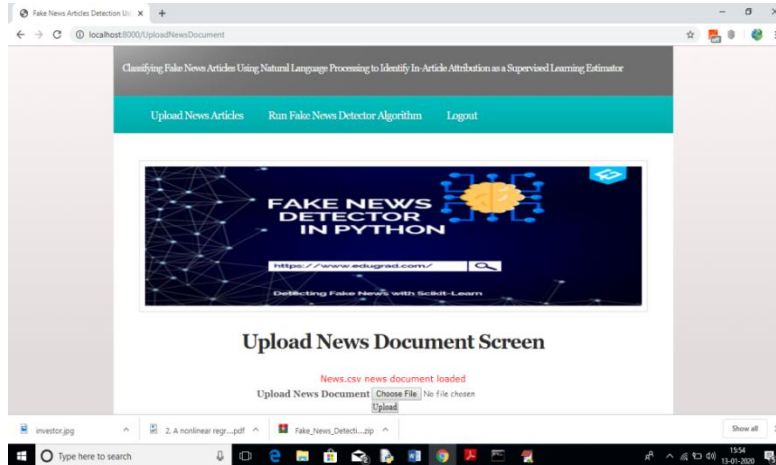 Fake News Articles Detection Us
localhost:8000/UploadNewsDocument
Classifying Fake News Articles Using Natural Language Processing to Identify In-Article Attribution as a Supervised Learning Estimator
Upload News Articles Run Fake News Detector Algorithm Logout
FAKE NEWS
DETECTOR
IN PYTHON
https://www.edugrad.com/
Detecting Fake News with Scikit-Learn
Upload News Document Screen
News.csv news document loaded
Upload News Document Choose File No file chosen
Upload
investor.jpg 2. A nonlinear regr....pdf Fake_News_Detecti....zip Show all
Type here to search 15:54
13-01-2020